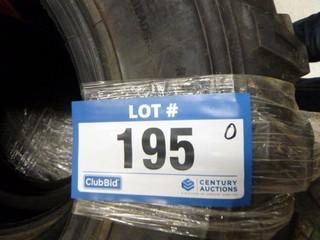 LOT #
195
0
ClubBid
CENTURY
AUCTIONS